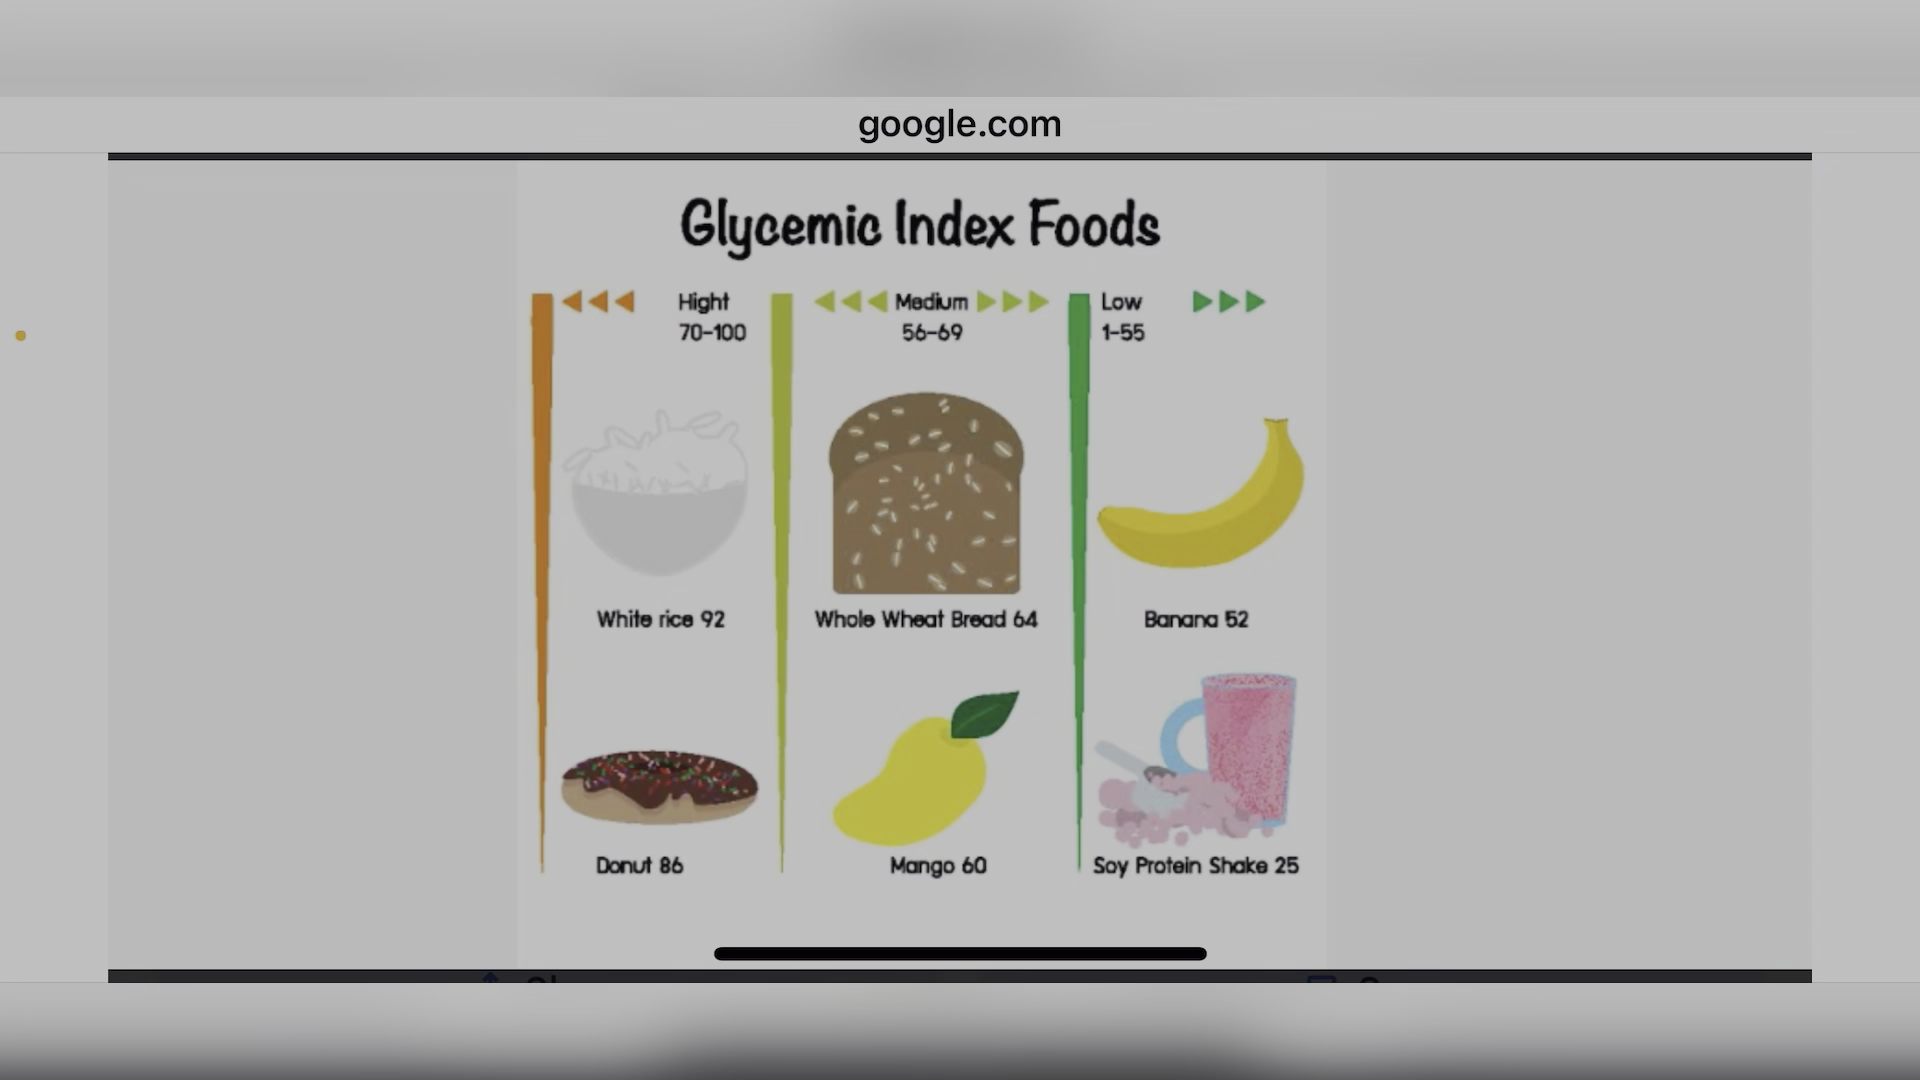 google.com
Glycemic Index Foods
Hight
70-100
Medium
56-69
Low
1-55
White rice 92
Whole Wheat Bread 64
Banana 52
Donut 86
Mango 60
Soy Protein Shake 25